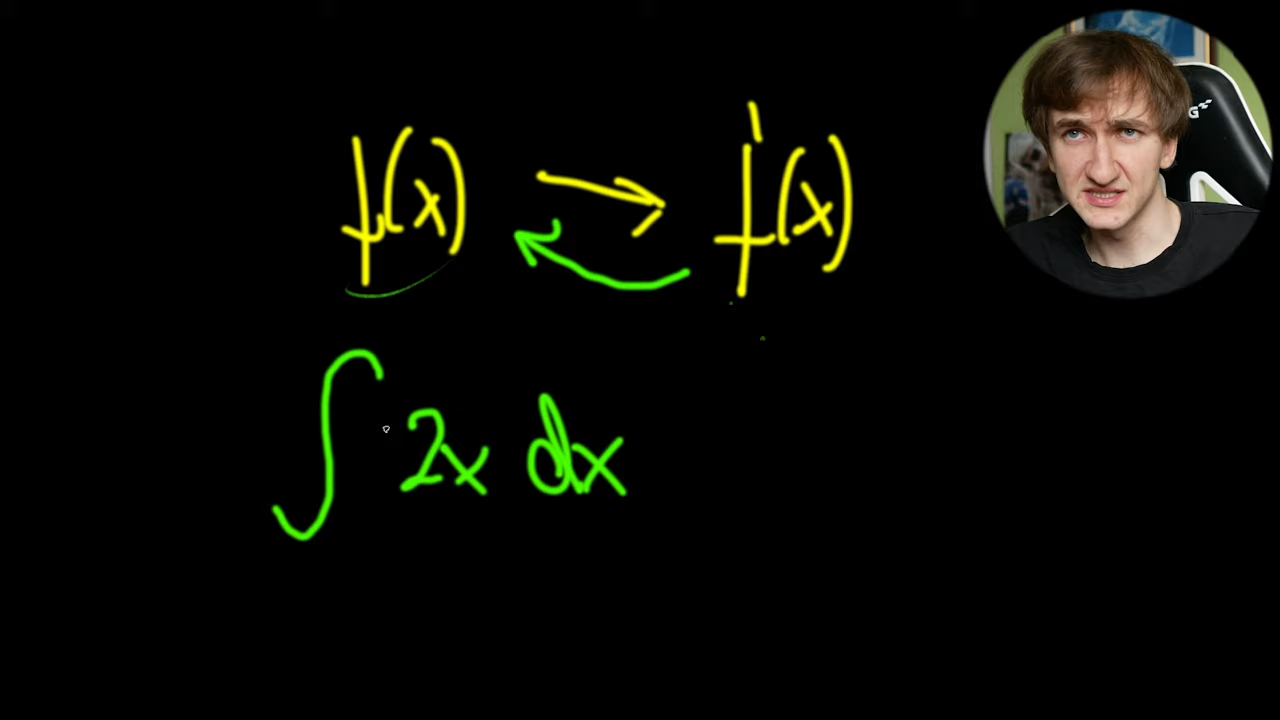 f(x) → f'(x)
∫ 2x dx